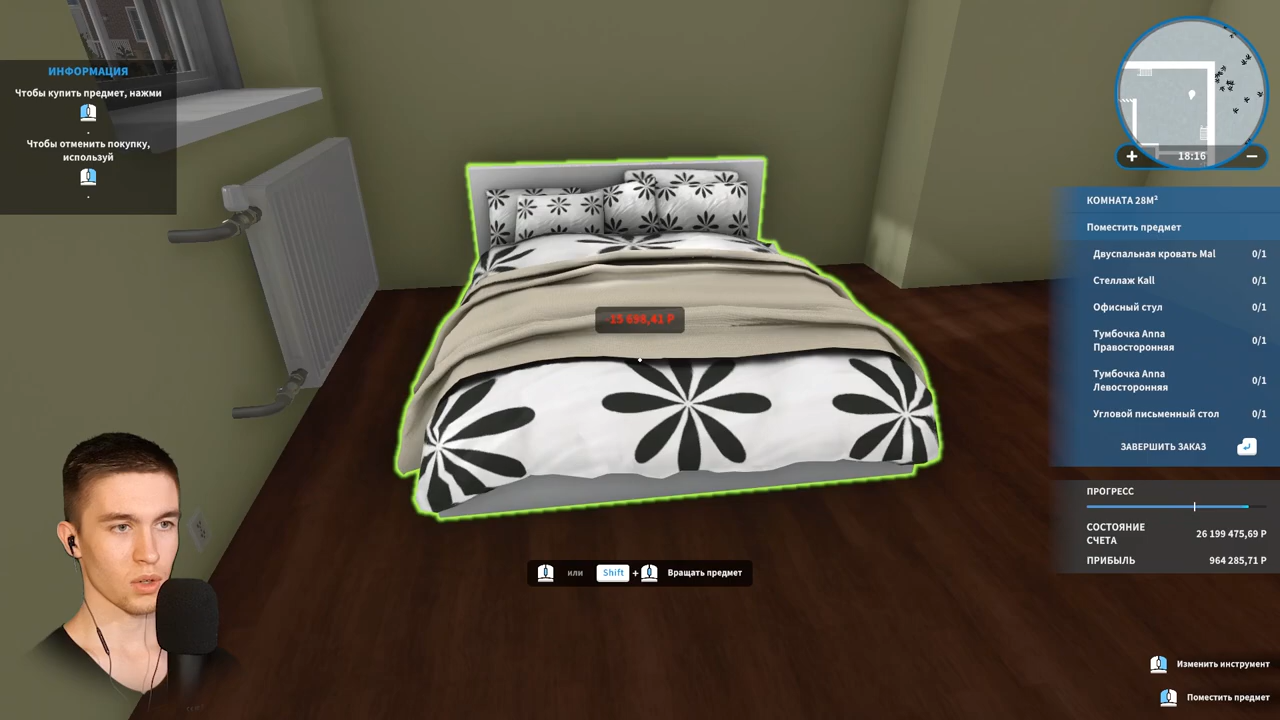 ИНФОРМАЦИЯ
Чтобы купить предмет, нажми
.
Чтобы отменить покупку,
используй
.
18:16
КОМНАТА 28М²
Поместить предмет
Двуспальная кровать Mal 0/1
Стеллаж Kall 0/1
Офисный стул 0/1
Тумбочка Anna
Правосторонняя 0/1
Тумбочка Anna
Левосторонняя 0/1
Угловой письменный стол 0/1
ЗАВЕРШИТЬ ЗАКАЗ
15 698,41 Р
ПРОГРЕСС
СОСТОЯНИЕ
СЧЕТА 26 199 475,69 Р
ПРИБЫЛЬ 964 285,71 Р
или Shift + Вращать предмет
Изменить инструмент
Поместить предмет